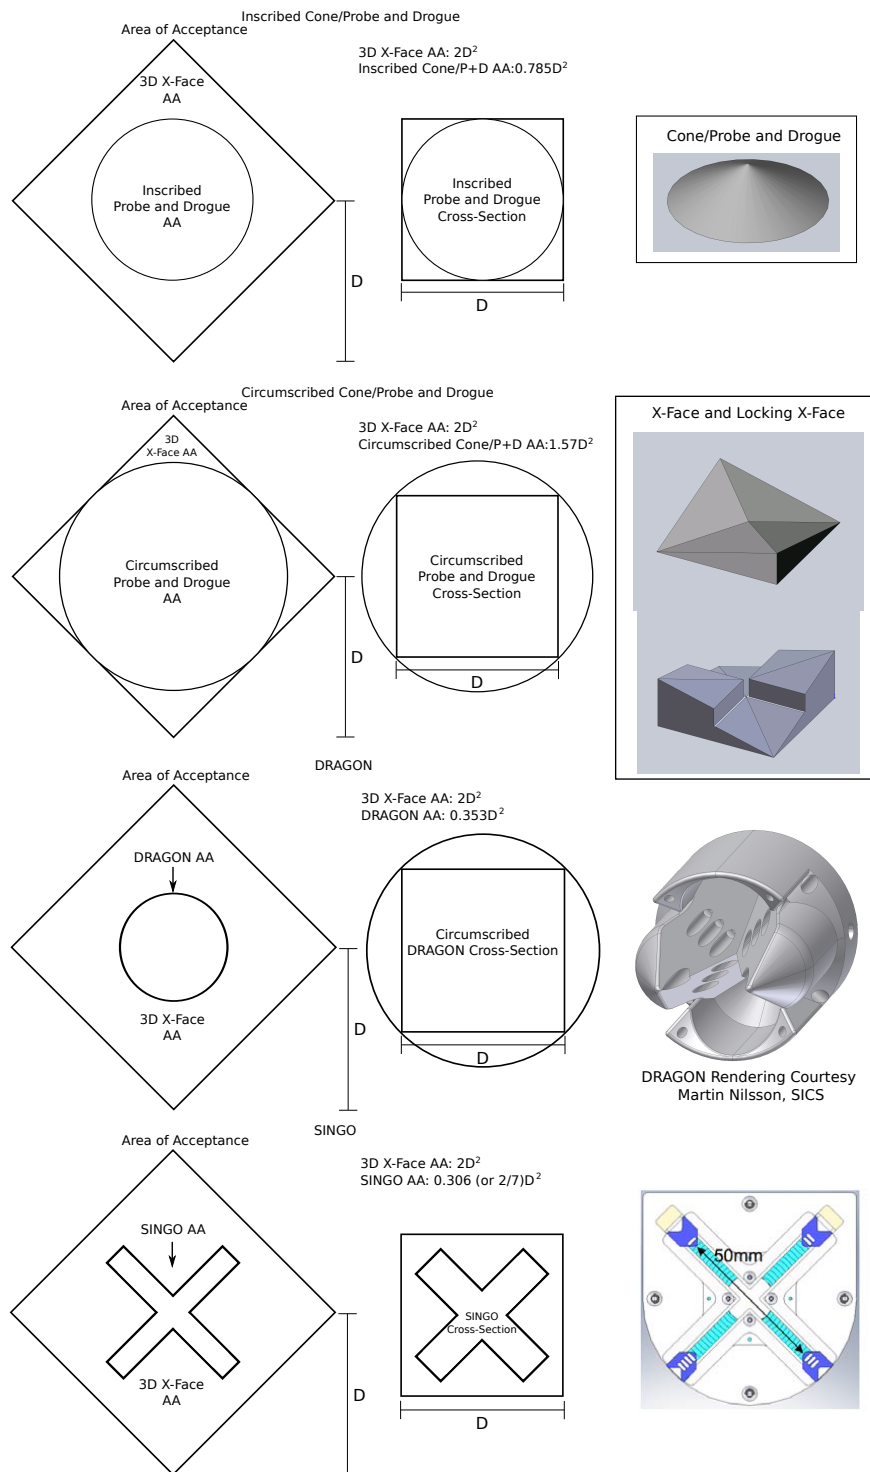 Inscribed Cone/Probe and Drogue
Area of Acceptance
3D X-Face AA: 2D²
Inscribed Cone/P+D AA:0.785D²
3D X-Face
AA
Inscribed
Probe and Drogue
AA
D
Inscribed
Probe and Drogue
Cross-Section
D
Cone/Probe and Drogue
Circumscribed Cone/Probe and Drogue
Area of Acceptance
3D X-Face AA: 2D²
Circumscribed Cone/P+D AA:1.57D²
3D
X-Face AA
Circumscribed
Probe and Drogue
AA
D
Circumscribed
Probe and Drogue
Cross-Section
D
X-Face and Locking X-Face
DRAGON
Area of Acceptance
3D X-Face AA: 2D²
DRAGON AA: 0.353D²
DRAGON AA
3D X-Face
AA
D
Circumscribed
DRAGON Cross-Section
D
DRAGON Rendering Courtesy
Martin Nilsson, SICS
SINGO
Area of Acceptance
3D X-Face AA: 2D²
SINGO AA: 0.306 (or 2/7)D²
SINGO AA
3D X-Face
AA
D
SINGO
Cross-Section
D
50mm